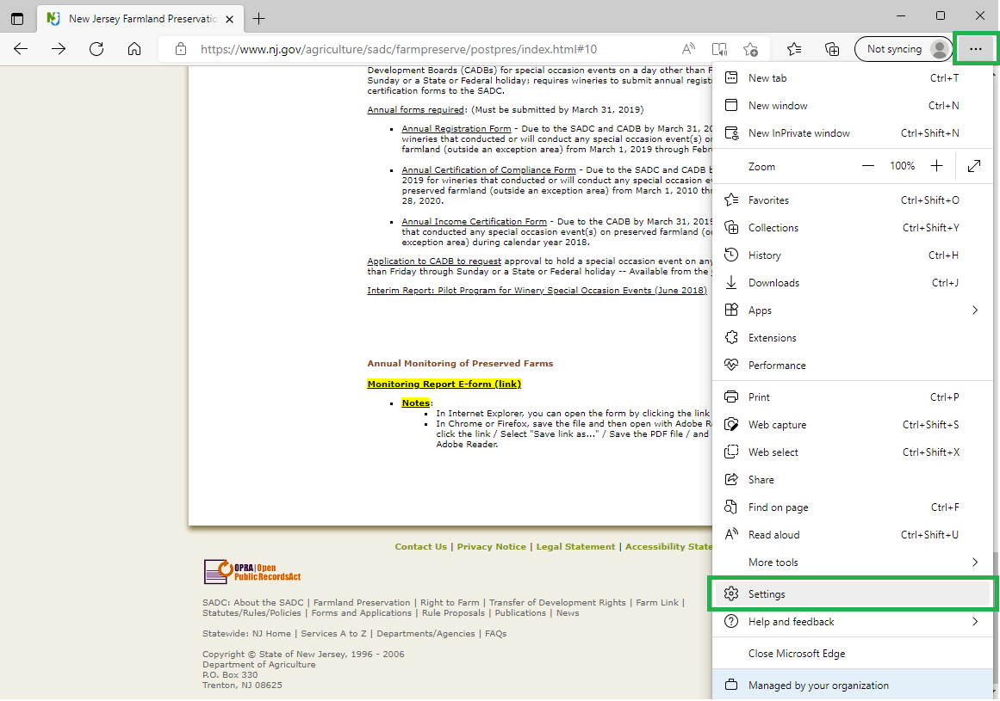 New Jersey Farmland Preservatio
https://www.nj.gov/agriculture/sadc/farmpreserve/postpres/index.html#10
Not syncing
Development Boards (CADBs) for special occasion events on a day other than F
Sunday or a State or Federal holiday; requires wineries to submit annual regist
certification forms to the SADC.
Annual forms required: (Must be submitted by March 31, 2019)
Annual Registration Form - Due to the SADC and CADB by March 31, 20
wineries that conducted or will conduct any special occasion event(s) o
farmland (outside an exception area) from March 1, 2019 through Febru
Annual Certification of Compliance Form - Due to the SADC and CADB b
2019 for wineries that conducted or will conduct any special occasion eve
preserved farmland (outside an exception area) from March 1, 2010 thr
28, 2020.
Annual Income Certification Form - Due to the CADB by March 31, 2019
that conducted any special occasion event(s) on preserved farmland (ou
exception area) during calendar year 2018.
Application to CADB to request approval to hold a special occasion event on any
than Friday through Sunday or a State or Federal holiday -- Available from the
Interim Report: Pilot Program for Winery Special Occasion Events (June 2018)
Annual Monitoring of Preserved Farms
Monitoring Report E-form (link)
Notes:
In Internet Explorer, you can open the form by clicking the link
In Chrome or Firefox, save the file and then open with Adobe Re
click the link / Select "Save link as..." / Save the PDF file / and
Adobe Reader.
Contact Us | Privacy Notice | Legal Statement | Accessibility State
OPRA | Open
Public Records Act
SADC: About the SADC | Farmland Preservation | Right to Farm | Transfer of Development Rights | Farm Link |
Statutes/Rules/Policies | Forms and Applications | Rule Proposals | Publications | News
Statewide: NJ Home | Services A to Z | Departments/Agencies | FAQs
Copyright © State of New Jersey, 1996 - 2006
Department of Agriculture
P.O. Box 330
Trenton, NJ 08625
New tab Ctrl+T
New window Ctrl+N
New InPrivate window Ctrl+Shift+N
Zoom 100%
Favorites Ctrl+Shift+O
Collections Ctrl+Shift+Y
History Ctrl+H
Downloads Ctrl+J
Apps
Extensions
Performance
Print Ctrl+P
Web capture Ctrl+Shift+S
Web select Ctrl+Shift+X
Share
Find on page Ctrl+F
Read aloud Ctrl+Shift+U
More tools
Settings
Help and feedback
Close Microsoft Edge
Managed by your organization